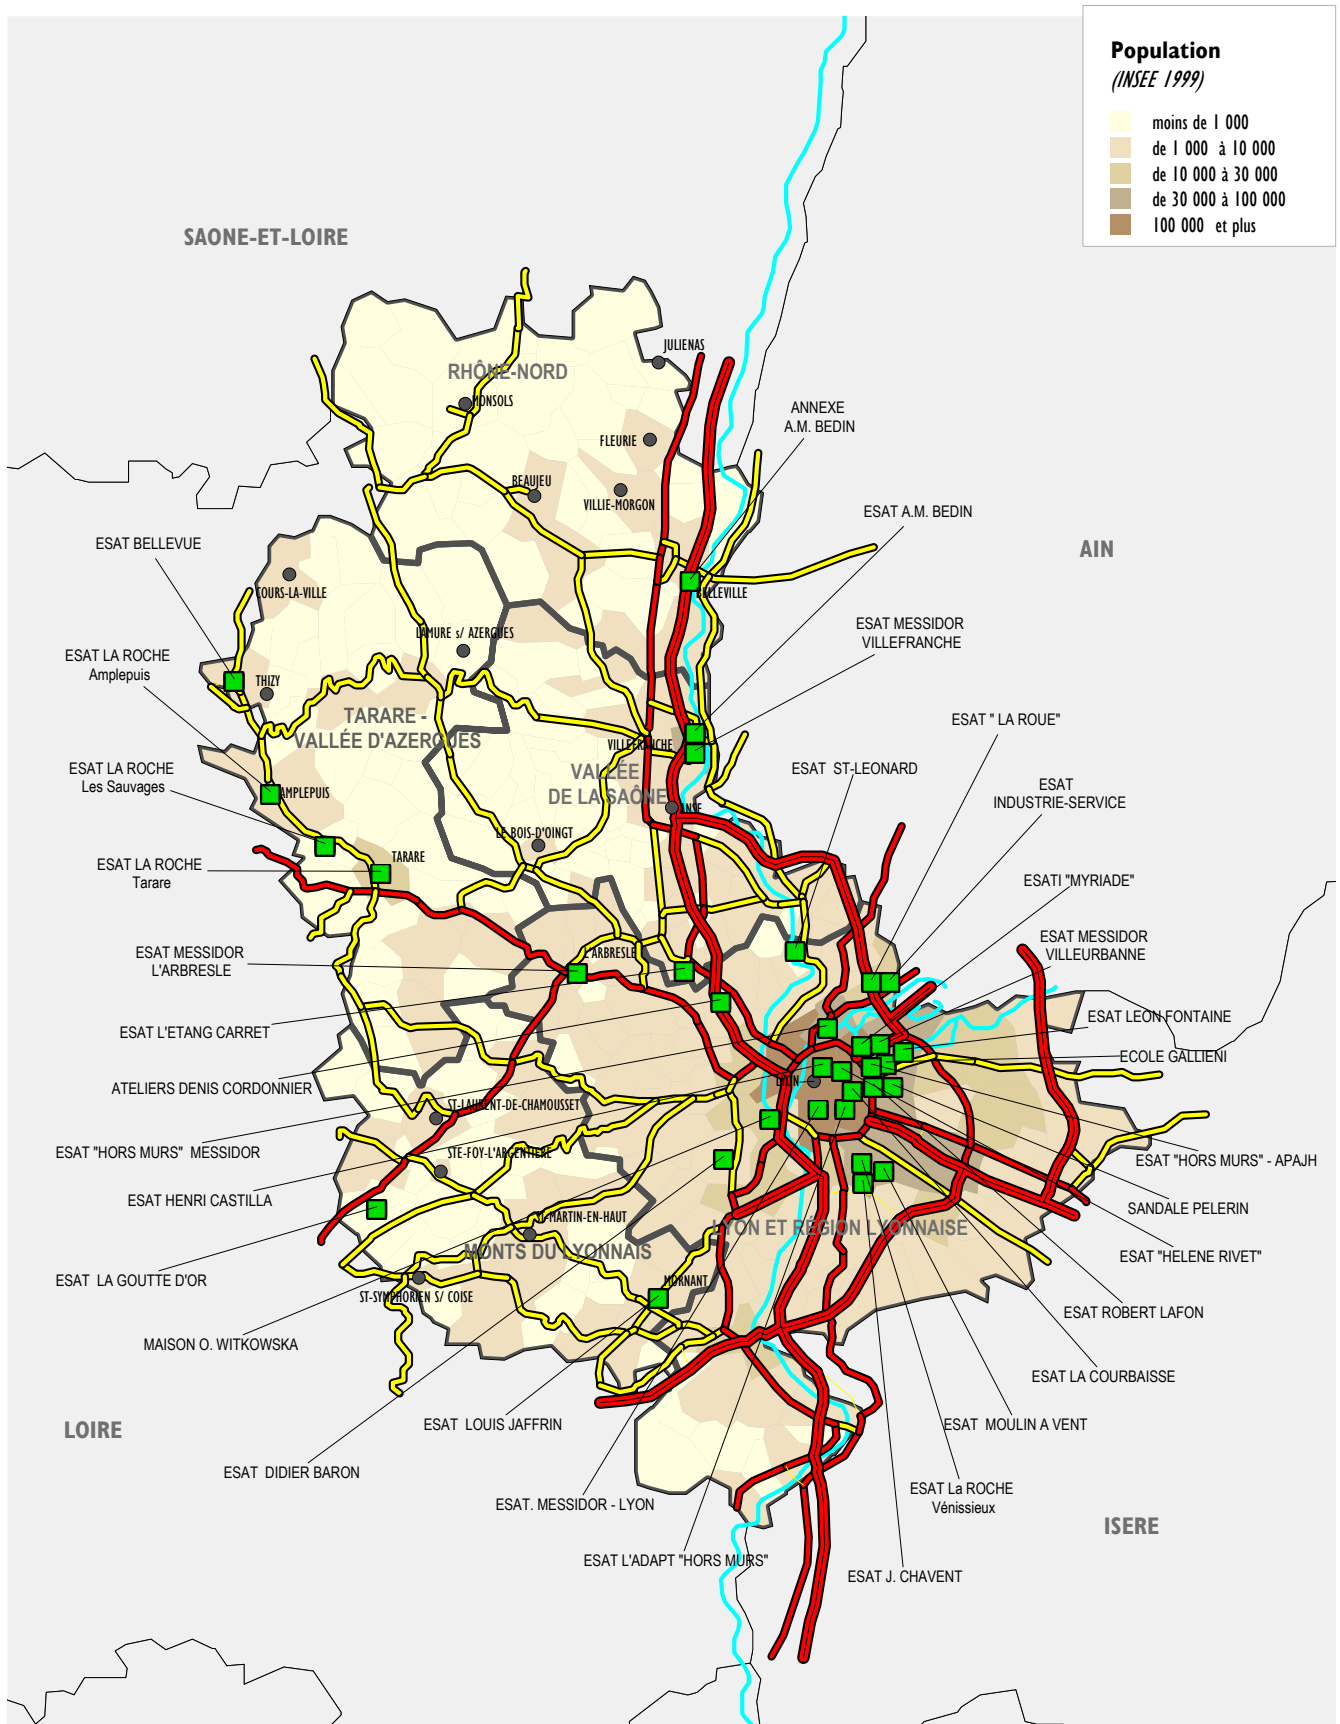 Population
(INSEE 1999)
moins de 1 000
de 1 000 à 10 000
de 10 000 à 30 000
de 30 000 à 100 000
100 000 et plus
SAONE-ET-LOIRE
JULIENAS
RHÔNE-NORD
MONSOLS
ANNEXE
A.M. BEDIN
FLEURIE
BEAUJEU
VILLIE-MORGON
ESAT A.M. BEDIN
ESAT BELLEVUE
AIN
COURS-LA-VILLE
BELLEVILLE
ESAT MESSIDOR
VILLEFRANCHE
LAMURE s/ AZERGUES
ESAT LA ROCHE
Amplepuis
THIZY
TARARE -
VALLÉE D'AZERGUES
ESAT " LA ROUE"
VILLEFRANCHE
ESAT LA ROCHE
Les Sauvages
VALLÉE
DE LA SAÔNE
ESAT ST-LEONARD
ESAT
INDUSTRIE-SERVICE
AMPLEPUIS
ANSE
LE BOIS-D'OINGT
TARARE
ESAT LA ROCHE
Tarare
ESATI "MYRIADE"
ESAT MESSIDOR
VILLEURBANNE
ESAT MESSIDOR
L'ARBRESLE
L'ARBRESLE
ESAT LEON FONTAINE
ESAT L'ETANG CARRET
ECOLE GALLIENI
ATELIERS DENIS CORDONNIER
LYON
ST-LAURENT-DE-CHAMOUSSET
ESAT "HORS MURS" MESSIDOR
STE-FOY-L'ARGENTIERE
ESAT "HORS MURS" - APAJH
ESAT HENRI CASTILLA
SANDALE PELERIN
ST-MARTIN-EN-HAUT
LYON ET RÉGION LYONNAISE
MONTS DU LYONNAIS
ESAT "HELENE RIVET"
ESAT LA GOUTTE D'OR
MORNANT
ST-SYMPHORIEN S/ COISE
ESAT ROBERT LAFON
MAISON O. WITKOWSKA
ESAT LA COURBAISSE
LOIRE
ESAT LOUIS JAFFRIN
ESAT MOULIN A VENT
ESAT DIDIER BARON
ESAT La ROCHE
Vénissieux
ESAT. MESSIDOR - LYON
ISERE
ESAT L'ADAPT "HORS MURS"
ESAT J. CHAVENT